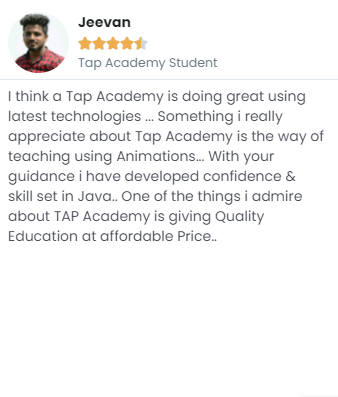 Jeevan
Tap Academy Student
I think a Tap Academy is doing great using
latest technologies ... Something i really
appreciate about Tap Academy is the way of
teaching using Animations... With your
guidance i have developed confidence &
skill set in Java.. One of the things i admire
about TAP Academy is giving Quality
Education at affordable Price..